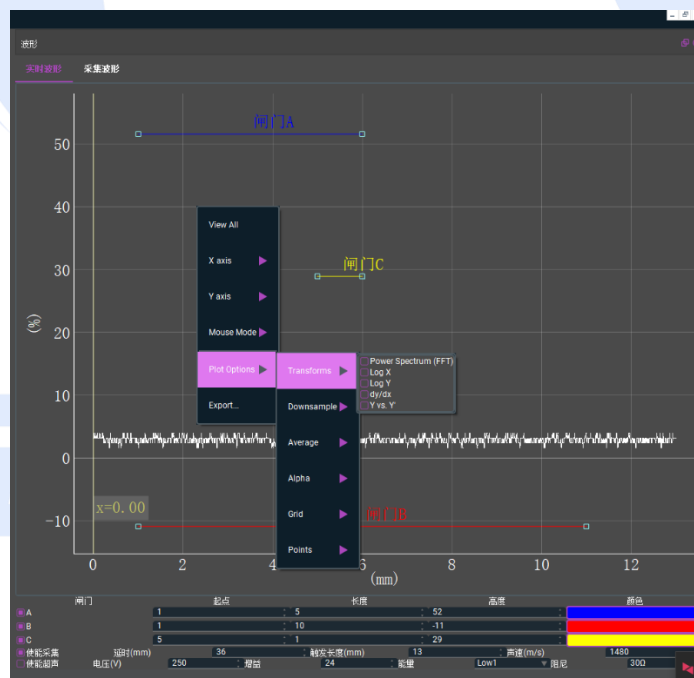 波形
实时波形 采集波形
闸门A
50
View All
40
X axis
闸门C
30
Y axis
(%)
20
Mouse Mode
Plot Options Transforms Power Spectrum (FFT)
Log X
Log Y
dy/dx
Y vs. Y'
10
Export... Downsample
Average
0
Alpha
x=0.00
Grid 闸门B
-10
Points
0 2 4 6 8 10 12
(mm)
闸门 起点 长度 高度 颜色
A 1 5 52
B 1 10 -11
C 5 1 29
使能采集 延时(mm) 36 触发长度(mm) 13 声速(m/s) 1480
使能超声 电压(V) 250 增益 24 能量 Low1 阻尼 30Ω